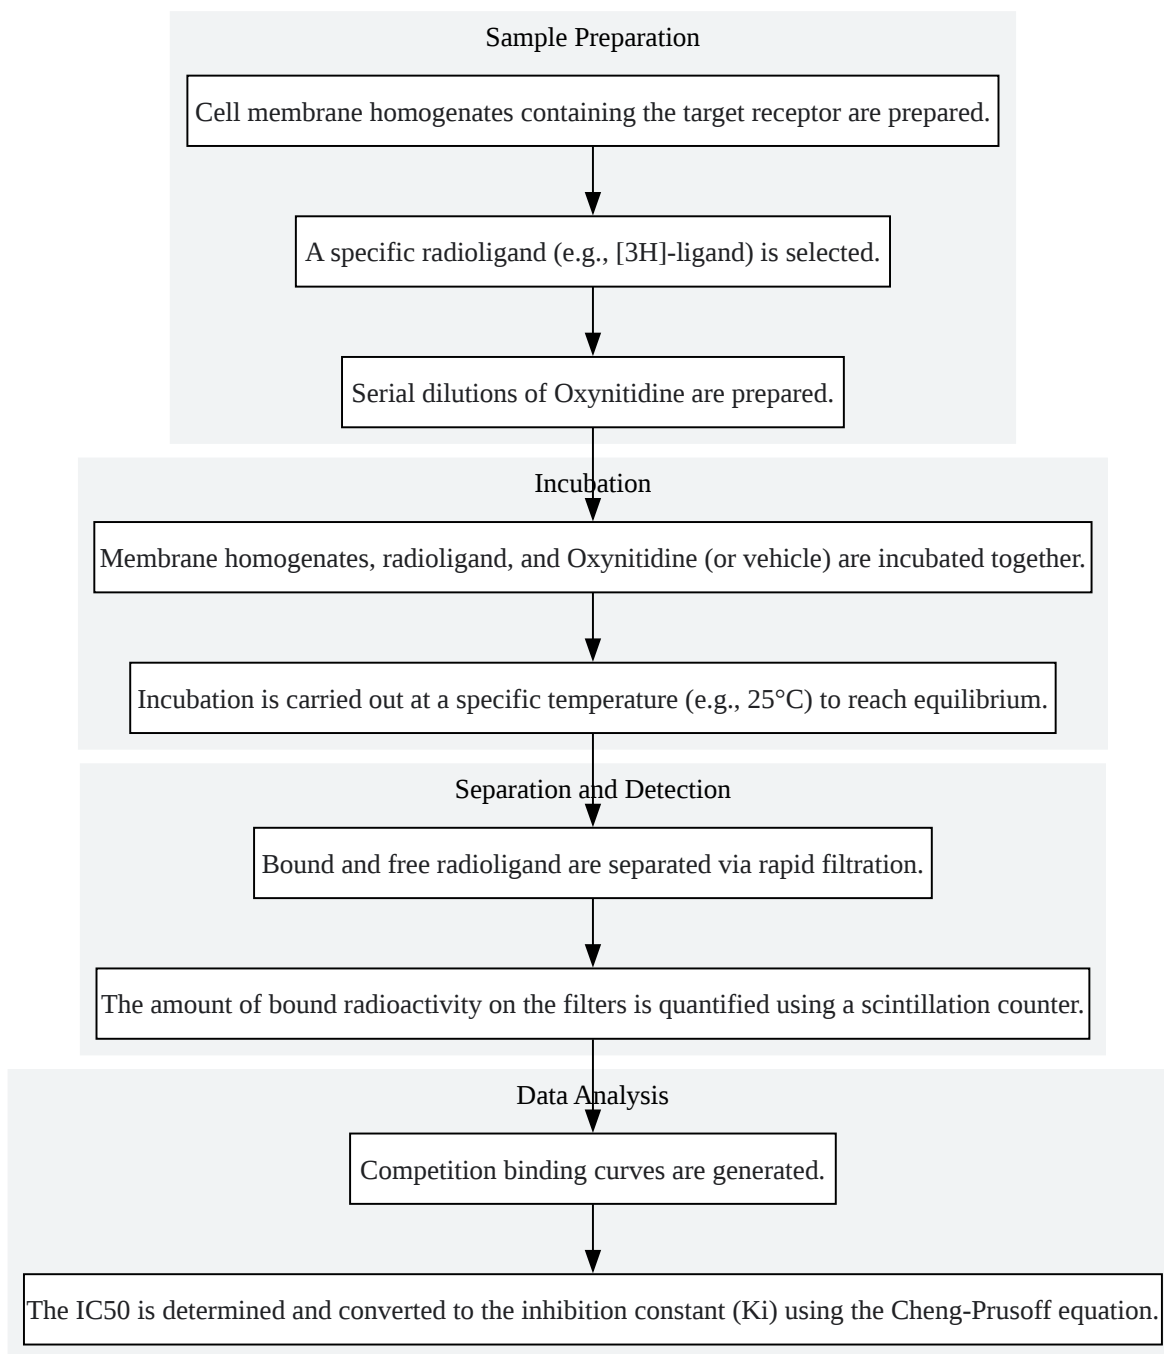 Sample Preparation
Cell membrane homogenates containing the target receptor are prepared.
A specific radioligand (e.g., [3H]-ligand) is selected.
Serial dilutions of Oxynitidine are prepared.
Incubation
Membrane homogenates, radioligand, and Oxynitidine (or vehicle) are incubated together.
Incubation is carried out at a specific temperature (e.g., 25°C) to reach equilibrium.
Separation and Detection
Bound and free radioligand are separated via rapid filtration.
The amount of bound radioactivity on the filters is quantified using a scintillation counter.
Data Analysis
Competition binding curves are generated.
The IC50 is determined and converted to the inhibition constant (Ki) using the Cheng-Prusoff equation.